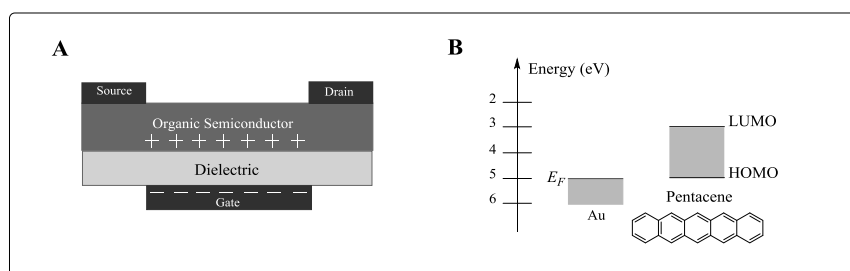 A
Source
Drain
Organic Semiconductor
+ + + + + + +
Dielectric
− − − − − − − −
Gate
B
Energy (eV)
2
3
4
5
6
E_F
Au
LUMO
HOMO
Pentacene